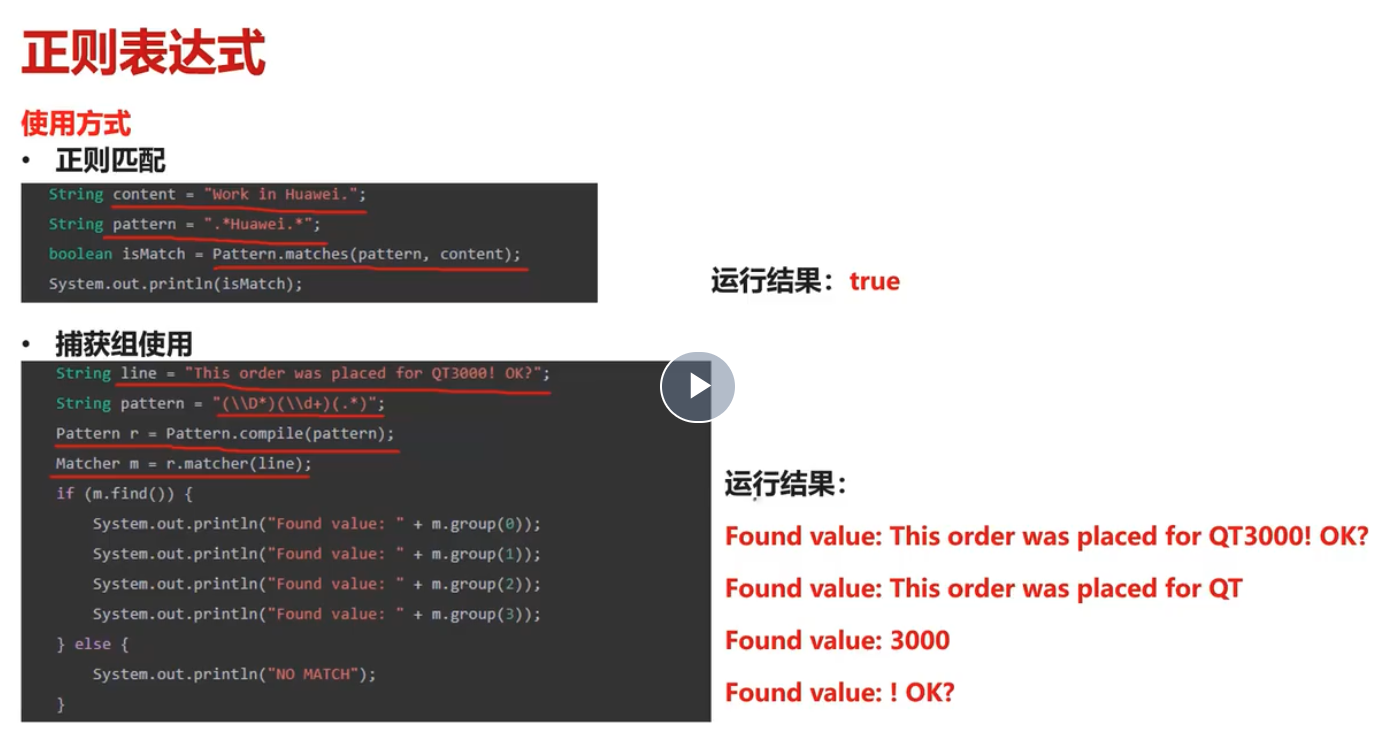 正则表达式
使用方式
• 正则匹配
String content = "Work in Huawei.";
String pattern = ".*Huawei.*";
boolean isMatch = Pattern.matches(pattern, content);
System.out.println(isMatch);
运行结果：true
• 捕获组使用
String line = "This order was placed for QT3000! OK?";
String pattern = "(\\D*)(\\d+)(.*)";
Pattern r = Pattern.compile(pattern);
Matcher m = r.matcher(line);
if (m.find()) {
System.out.println("Found value: " + m.group(0));
System.out.println("Found value: " + m.group(1));
System.out.println("Found value: " + m.group(2));
System.out.println("Found value: " + m.group(3));
} else {
System.out.println("NO MATCH");
}
运行结果：
Found value: This order was placed for QT3000! OK?
Found value: This order was placed for QT
Found value: 3000
Found value: ! OK?